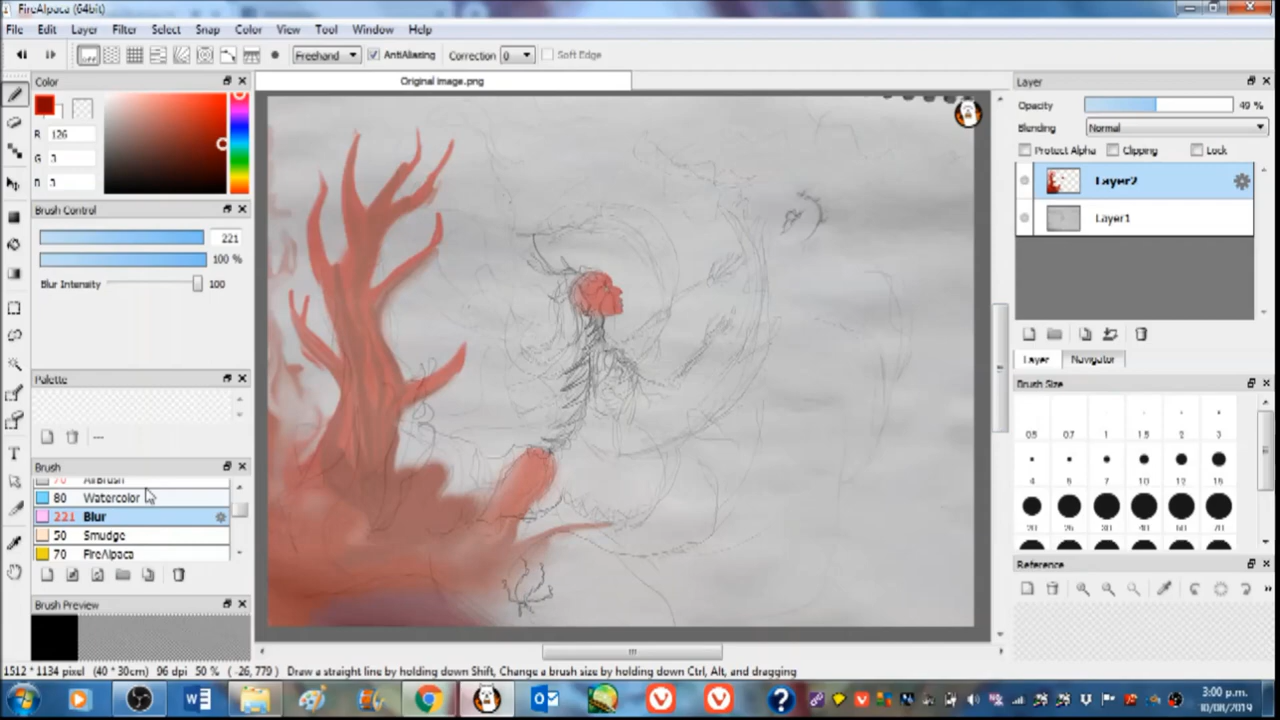 FireAlpaca (64bit)
File Edit Layer Filter Select Snap Color View Tool Window Help
Freehand AntiAliasing Correction 0 Soft Edge
Color
R 126
G 3
3
Original image.png
Layer
Opacity 49 %
Blending Normal
Protect Alpha Clipping Lock
Layer2
Layer1
Brush Control
221
100 %
Blur Intensity 100
Palette
---
Layer Navigator
Brush Size
0.5 0.7 1 1.5 2 3
4 5 7 10 12 15
20 25 30 40 50 70
Brush
70 AirBrush
80 Watercolor
221 Blur
50 Smudge
70 FireAlpaca
Reference
Brush Preview
1512 * 1134 pixel (40 * 30cm) 96 dpi 50 % ( -26, 779 ) Draw a straight line by holding down Shift, Change a brush size by holding down Ctrl, Alt, and dragging
3:00 p.m.
10/08/2019